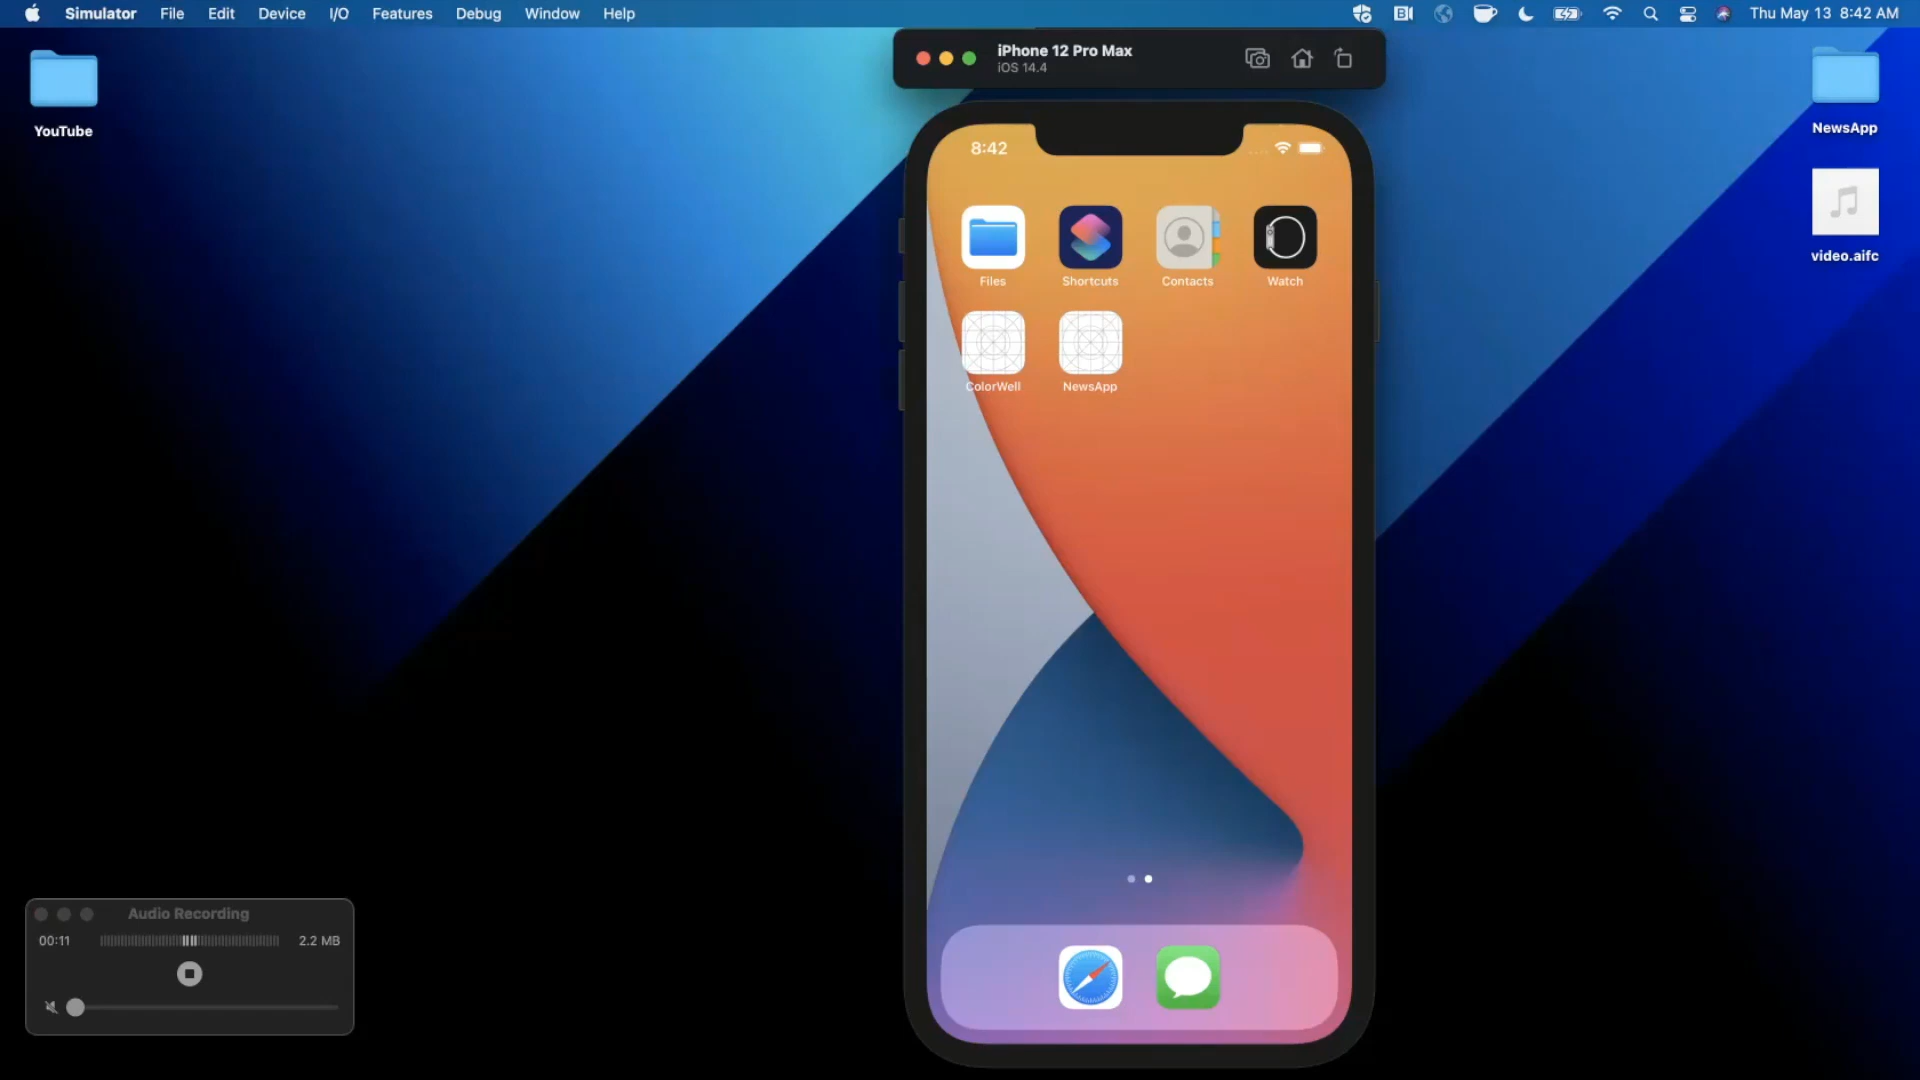 Simulator File Edit Device I/O Features Debug Window Help Thu May 13 8:42 AM
YouTube
iPhone 12 Pro Max
iOS 14.4
NewsApp
video.aifc
8:42
Files Shortcuts Contacts Watch
ColorWell NewsApp
Audio Recording
00:11 2.2 MB